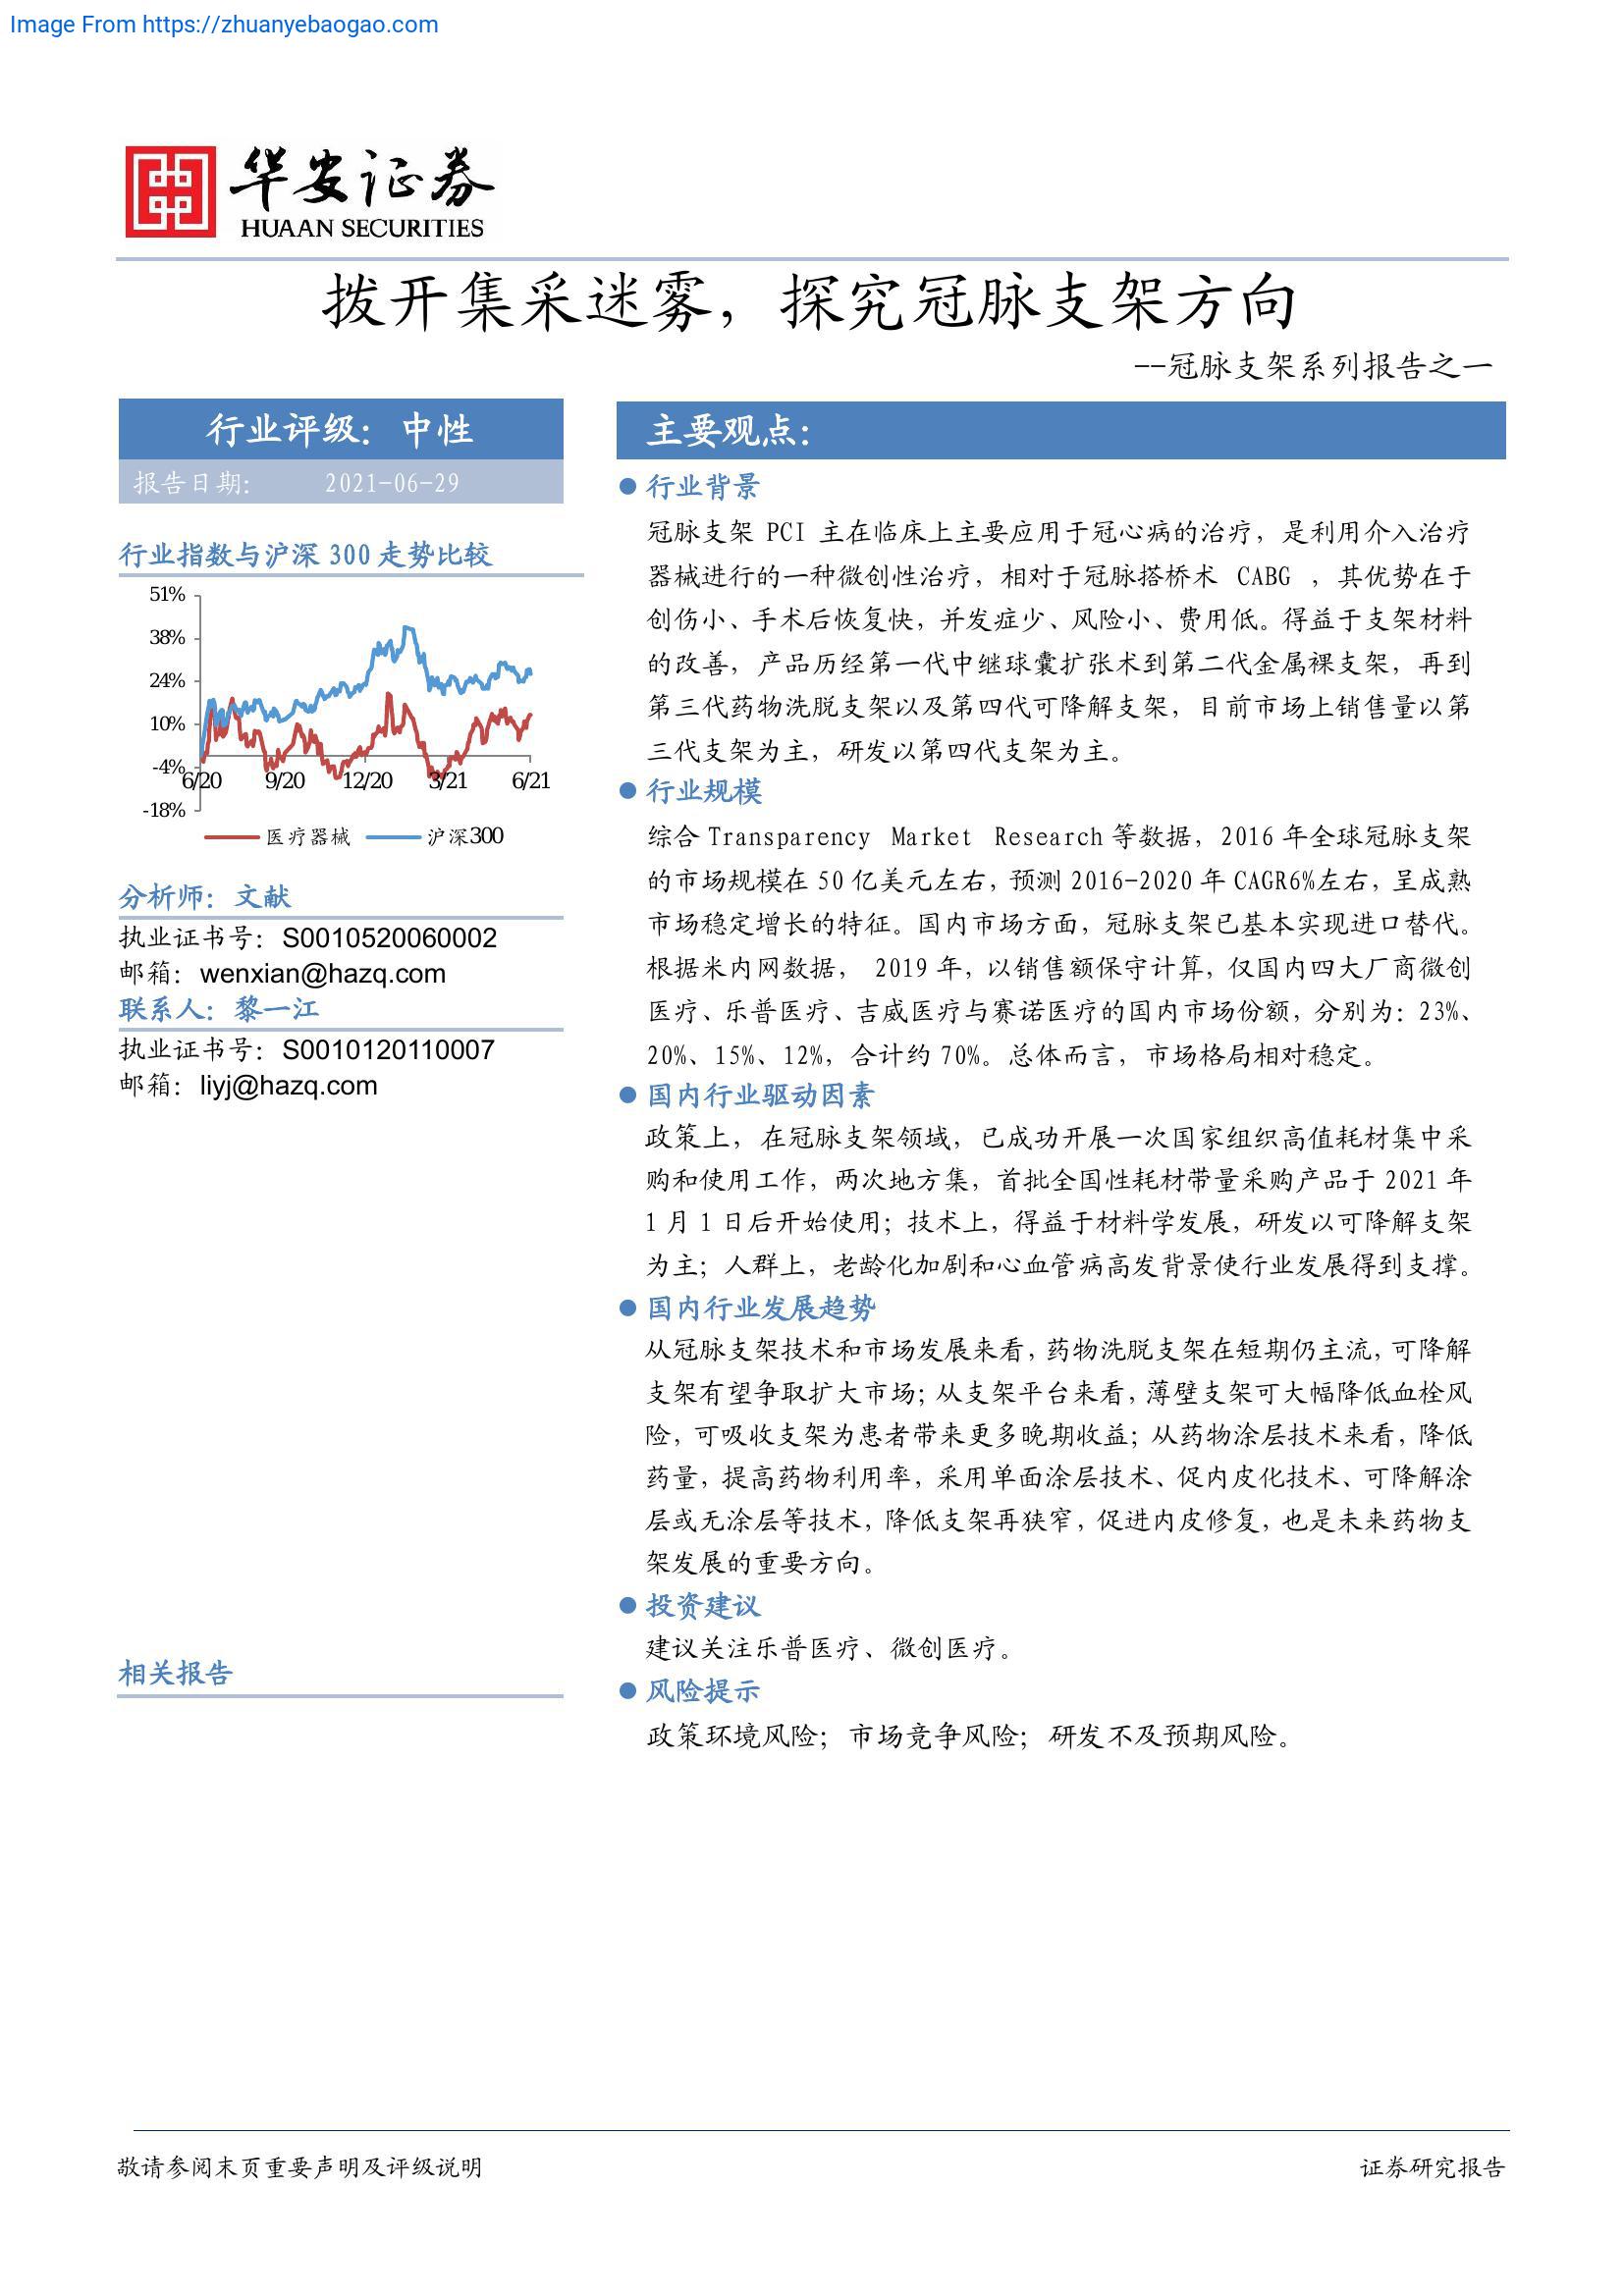 Image From https://zhuanyebaogao.com
华安证券
HUAAN SECURITIES
拨开集采迷雾，探究冠脉支架方向
--冠脉支架系列报告之一
行业评级：中性
报告日期： 2021-06-29
行业指数与沪深 300 走势比较
51%
38%
24%
10%
-4%
-18%
6/20 9/20 12/20 3/21 6/21
医疗器械 沪深300
分析师：文献
执业证书号：S0010520060002
邮箱：wenxian@hazq.com
联系人：黎一江
执业证书号：S0010120110007
邮箱：liyj@hazq.com
相关报告
主要观点：
行业背景
冠脉支架 PCI 主在临床上主要应用于冠心病的治疗，是利用介入治疗
器械进行的一种微创性治疗，相对于冠脉搭桥术 CABG ，其优势在于
创伤小、手术后恢复快，并发症少、风险小、费用低。得益于支架材料
的改善，产品历经第一代中继球囊扩张术到第二代金属裸支架，再到
第三代药物洗脱支架以及第四代可降解支架，目前市场上销售量以第
三代支架为主，研发以第四代支架为主。
行业规模
综合 Transparency Market Research 等数据，2016 年全球冠脉支架
的市场规模在 50 亿美元左右，预测 2016-2020 年 CAGR6%左右，呈成熟
市场稳定增长的特征。国内市场方面，冠脉支架已基本实现进口替代。
根据米内网数据， 2019 年，以销售额保守计算，仅国内四大厂商微创
医疗、乐普医疗、吉威医疗与赛诺医疗的国内市场份额，分别为：23%、
20%、15%、12%，合计约 70%。总体而言，市场格局相对稳定。
国内行业驱动因素
政策上，在冠脉支架领域，已成功开展一次国家组织高值耗材集中采
购和使用工作，两次地方集，首批全国性耗材带量采购产品于 2021 年
1 月 1 日后开始使用；技术上，得益于材料学发展，研发以可降解支架
为主；人群上，老龄化加剧和心血管病高发背景使行业发展得到支撑。
国内行业发展趋势
从冠脉支架技术和市场发展来看，药物洗脱支架在短期仍主流，可降解
支架有望争取扩大市场；从支架平台来看，薄壁支架可大幅降低血栓风
险，可吸收支架为患者带来更多晚期收益；从药物涂层技术来看，降低
药量，提高药物利用率，采用单面涂层技术、促内皮化技术、可降解涂
层或无涂层等技术，降低支架再狭窄，促进内皮修复，也是未来药物支
架发展的重要方向。
投资建议
建议关注乐普医疗、微创医疗。
风险提示
政策环境风险；市场竞争风险；研发不及预期风险。
敬请参阅末页重要声明及评级说明
证券研究报告